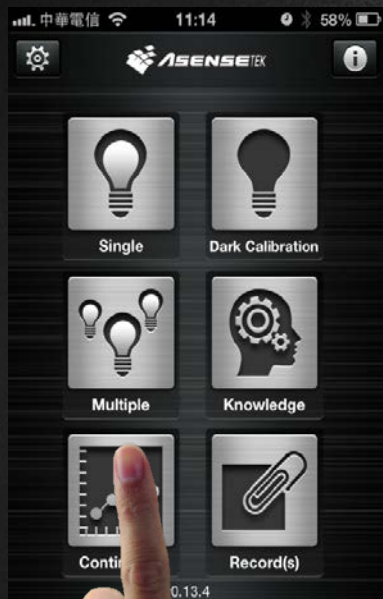 中華電信 11:14 58%
ASENSETEK
Single Dark Calibration
Multiple Knowledge
Record(s)
0.13.4